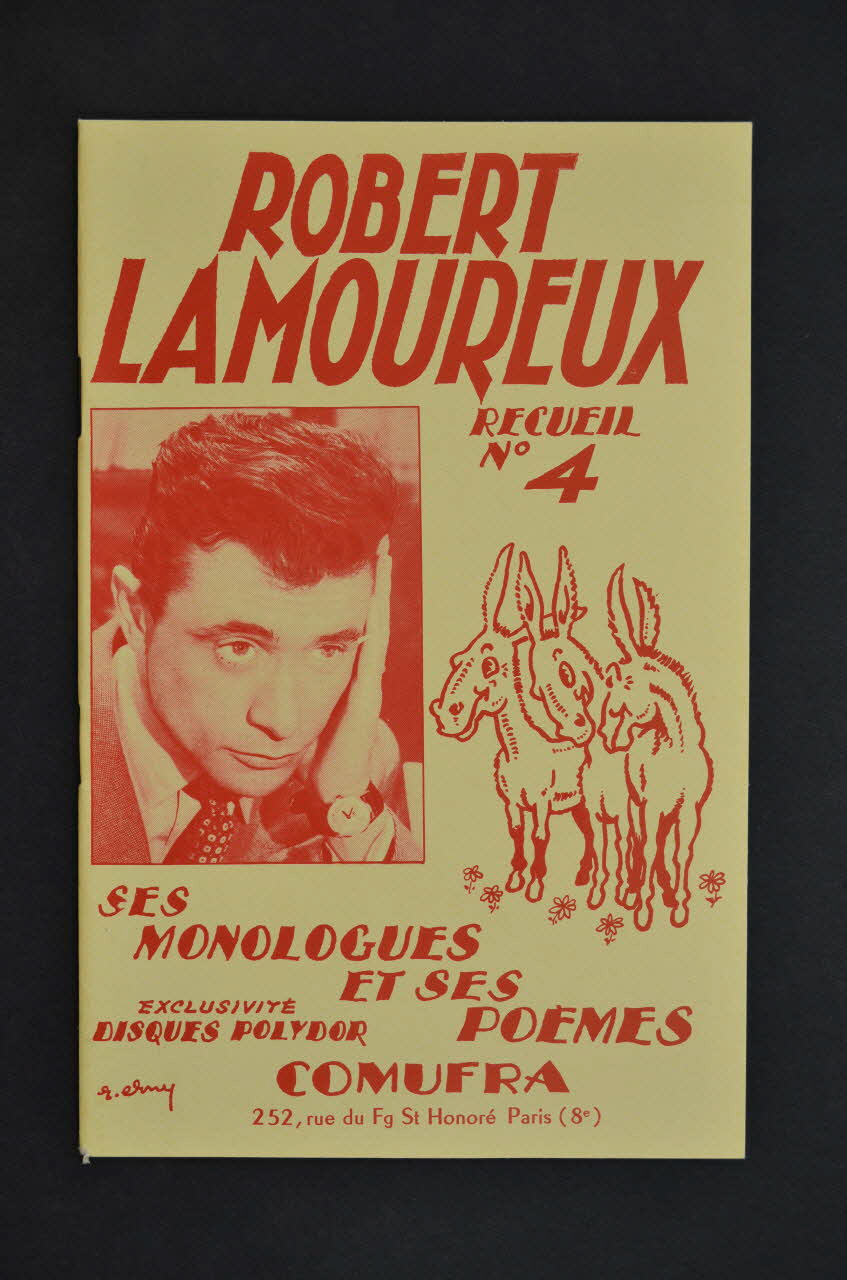 ROBERT
LAMOUREUX
RECUEIL
Nº 4
SES
MONOLOGUES
ET SES
POÈMES
EXCLUSIVITÉ
DISQUES POLYDOR
COMUFRA
252, rue du Fg St Honoré Paris (8e)